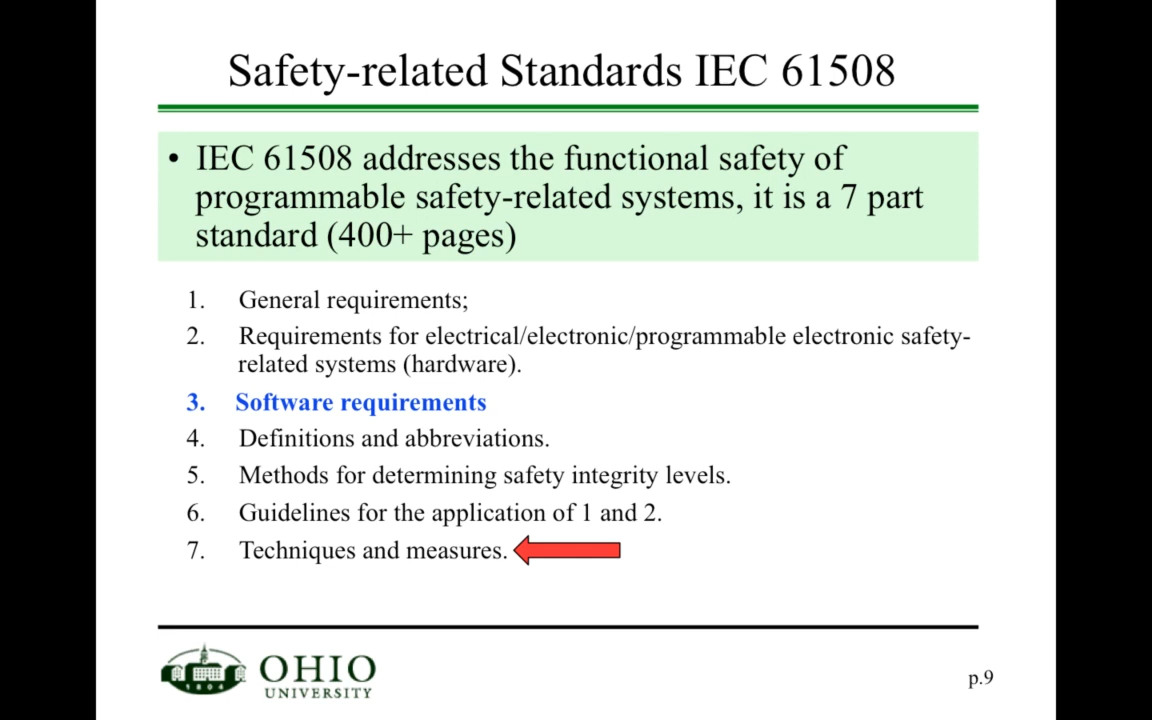 Safety-related Standards IEC 61508
• IEC 61508 addresses the functional safety of
programmable safety-related systems, it is a 7 part
standard (400+ pages)
1. General requirements;
2. Requirements for electrical/electronic/programmable electronic safety-
related systems (hardware).
3. Software requirements
4. Definitions and abbreviations.
5. Methods for determining safety integrity levels.
6. Guidelines for the application of 1 and 2.
7. Techniques and measures.
1804
OHIO
UNIVERSITY
p.9